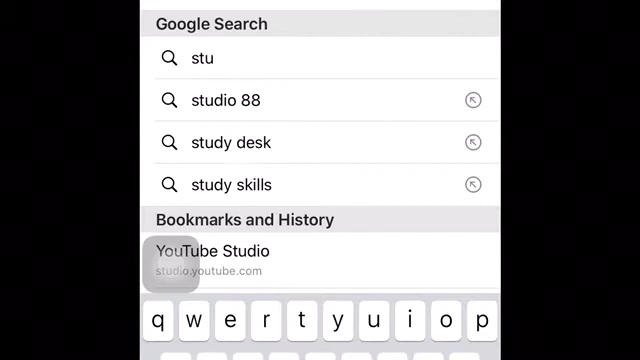 Google Search
stu
studio 88
study desk
study skills
Bookmarks and History
YouTube Studio
studio.youtube.com
q w e r t y u i o p